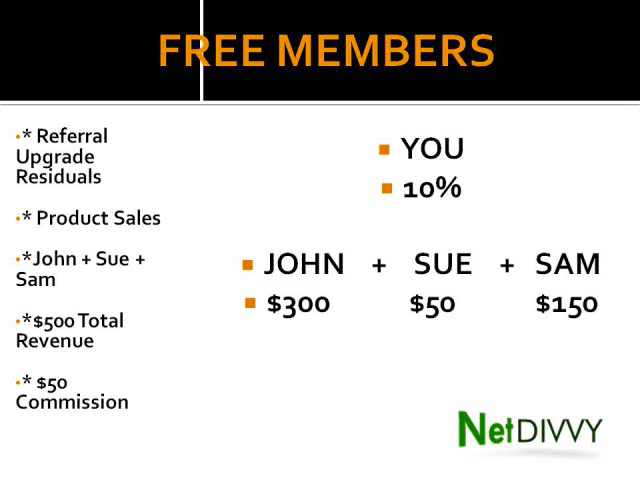 FREE MEMBERS
•* Referral
Upgrade
Residuals
•* Product Sales
•*John + Sue +
Sam
•*$500 Total
Revenue
•* $50
Commission
▪ YOU
▪ 10%
▪ JOHN + SUE + SAM
▪ $300 $50 $150
NetDIVVY